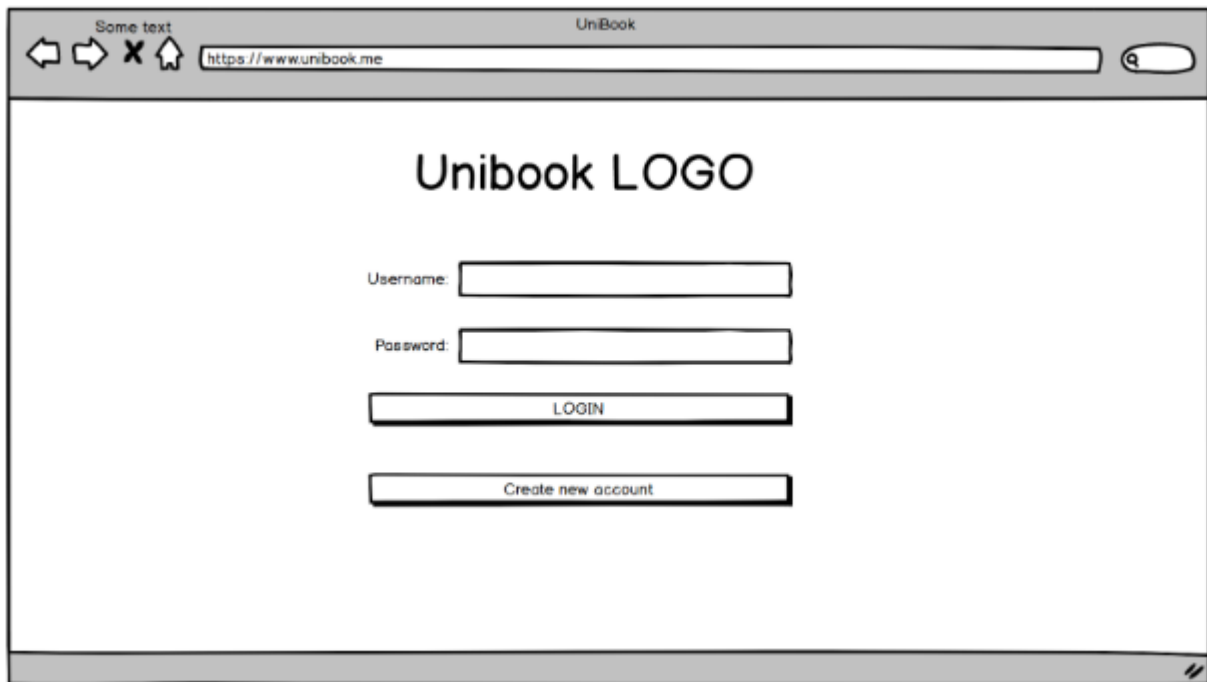 UniBook
Some text
https://www.unibook.me
Unibook LOGO
Username:
Password:
LOGIN
Create new account